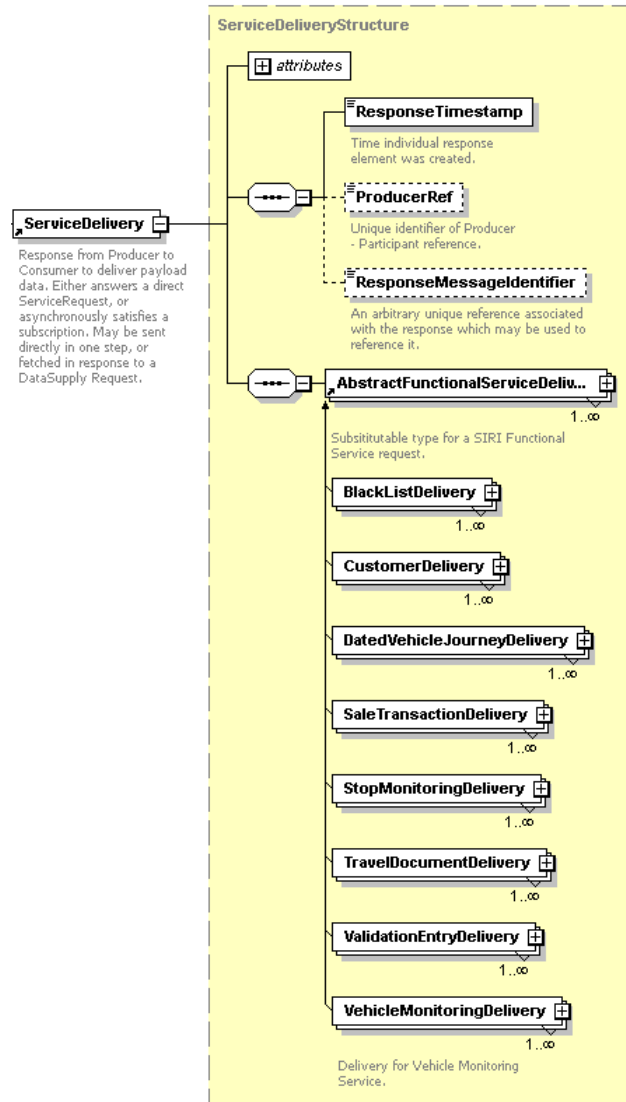 ServiceDeliveryStructure
attributes
ResponseTimestamp
Time individual response
element was created.
ProducerRef
Unique identifier of Producer
- Participant reference.
ResponseMessageIdentifier
An arbitrary unique reference associated
with the response which may be used to
reference it.
ServiceDelivery
Response from Producer to
Consumer to deliver payload
data. Either answers a direct
ServiceRequest, or
asynchronously satisfies a
subscription. May be sent
directly in one step, or
fetched in response to a
DataSupply Request.
AbstractFunctionalServiceDeliv...
1..∞
Subsititutable type for a SIRI Functional
Service request.
BlackListDelivery
1..∞
CustomerDelivery
1..∞
DatedVehicleJourneyDelivery
1..∞
SaleTransactionDelivery
1..∞
StopMonitoringDelivery
1..∞
TravelDocumentDelivery
1..∞
ValidationEntryDelivery
1..∞
VehicleMonitoringDelivery
1..∞
Delivery for Vehicle Monitoring
Service.